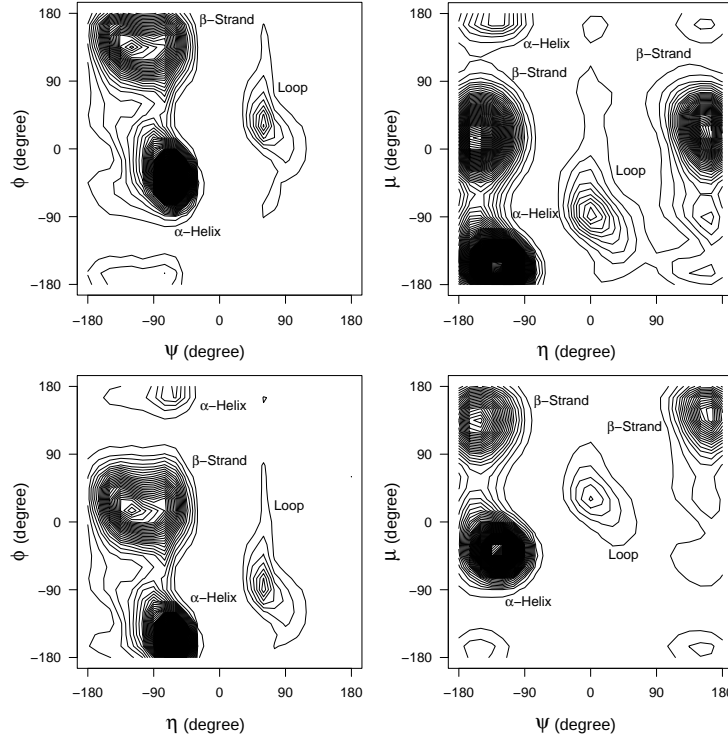 180
90
0
−90
−180
ϕ (degree)
β−Strand
Loop
α−Helix
−180
−90
0
90
180
ψ (degree)
180
90
0
−90
−180
μ (degree)
α−Helix
β−Strand
β−Strand
Loop
α−Helix
−180
−90
0
90
η (degree)
180
90
0
−90
−180
ϕ (degree)
α−Helix
β−Strand
Loop
α−Helix
−180
−90
0
90
180
η (degree)
180
90
0
−90
−180
μ (degree)
β−Strand
β−Strand
Loop
α−Helix
−180
−90
0
90
180
ψ (degree)